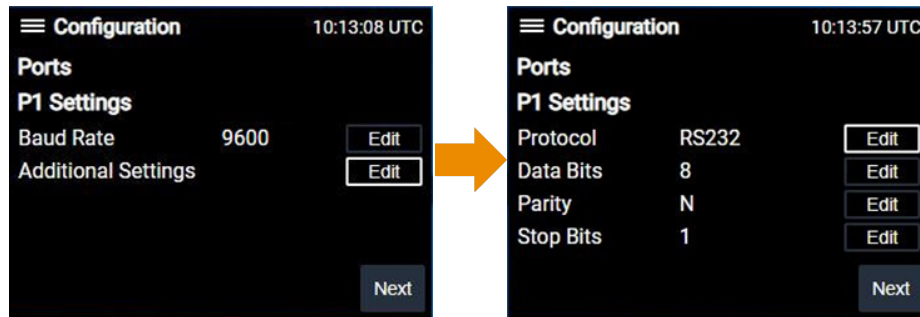 Configuration 10:13:08 UTC
Ports
P1 Settings
Baud Rate 9600 Edit
Additional Settings Edit
Next
Configuration 10:13:57 UTC
Ports
P1 Settings
Protocol RS232 Edit
Data Bits 8 Edit
Parity N Edit
Stop Bits 1 Edit
Next